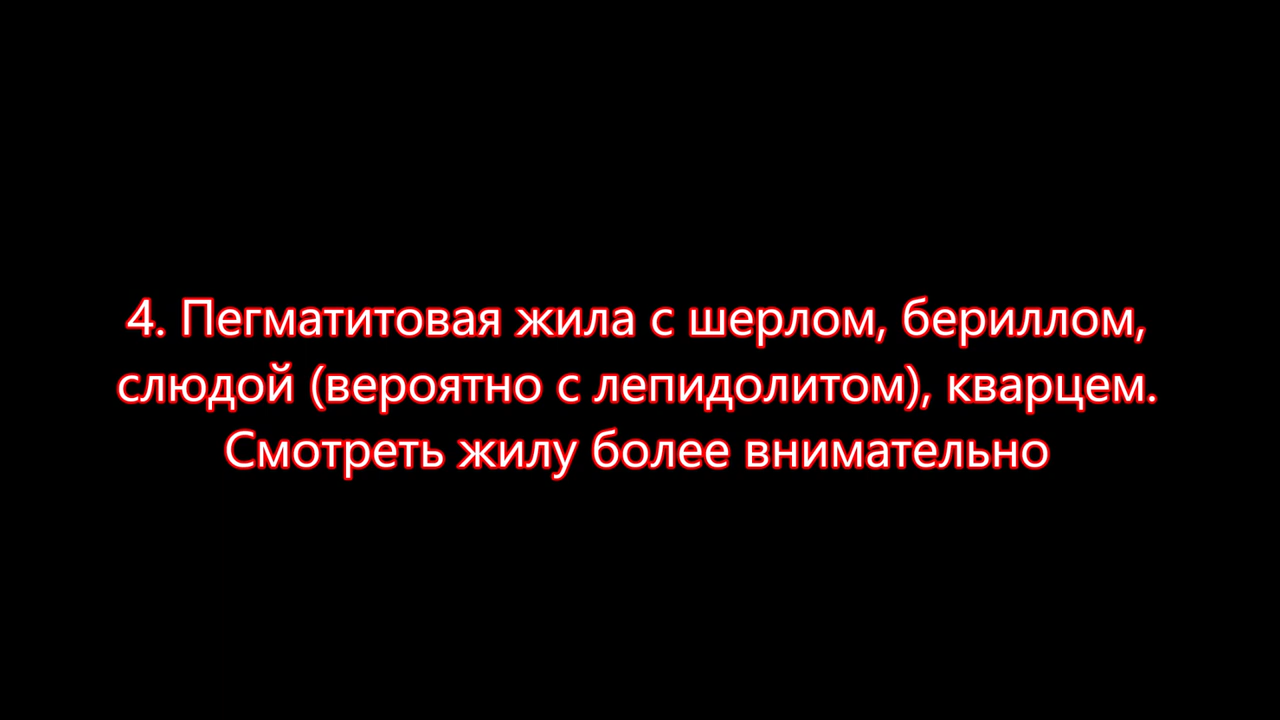 4. Пегматитовая жила с шерлом, бериллом,
слюдой (вероятно с лепидолитом), кварцем.
Смотреть жилу более внимательно